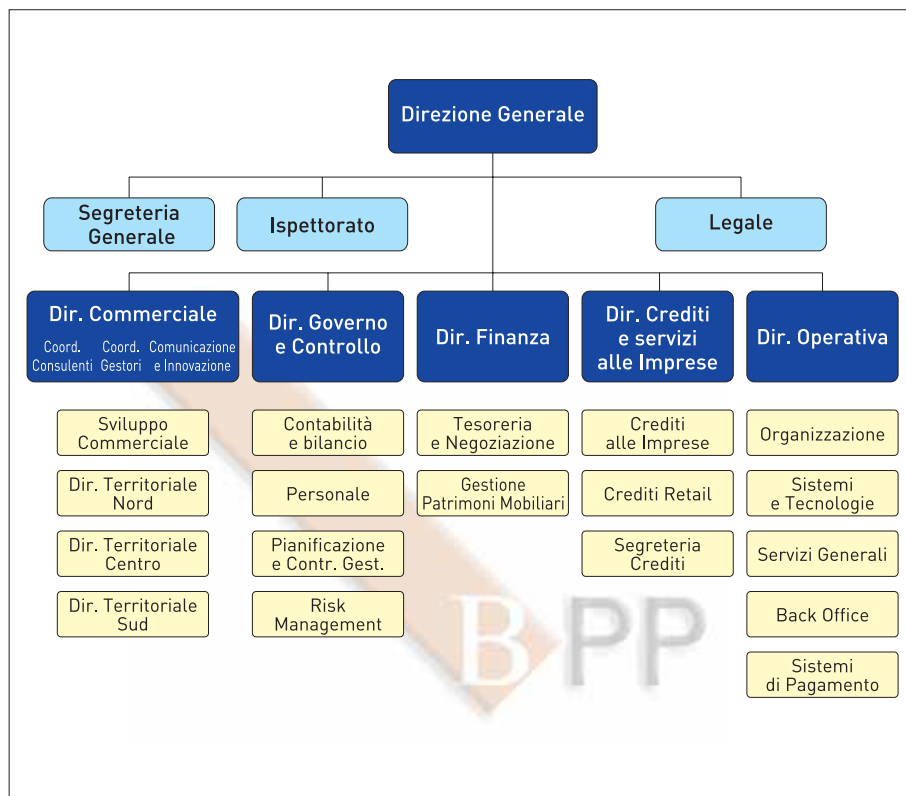 Direzione Generale
Segreteria
Generale
Ispettorato
Legale
Dir. Commerciale
Coord.
Consulenti
Coord.
Gestori
Comunicazione
e Innovazione
Dir. Governo
e Controllo
Dir. Finanza
Dir. Crediti
e servizi
alle Imprese
Dir. Operativa
Sviluppo
Commerciale
Dir. Territoriale
Nord
Dir. Territoriale
Centro
Dir. Territoriale
Sud
Contabilità
e bilancio
Personale
Pianificazione
e Contr. Gest.
Risk
Management
Tesoreria
e Negoziazione
Gestione
Patrimoni Mobiliari
Crediti
alle Imprese
Crediti Retail
Segreteria
Crediti
Organizzazione
Sistemi
e Tecnologie
Servizi Generali
Back Office
Sistemi
di Pagamento
BPP